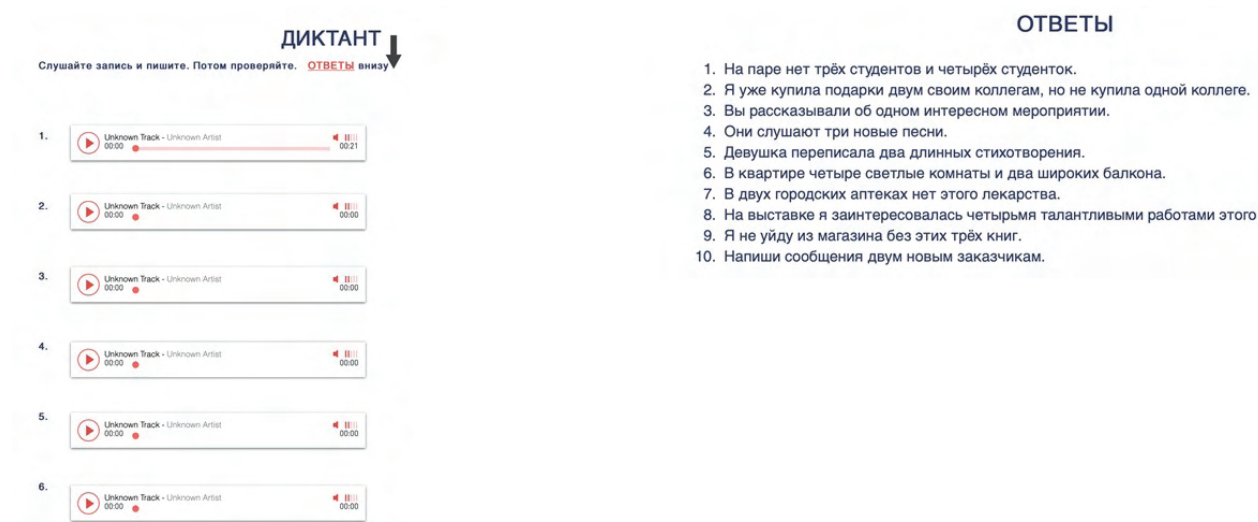 ДИКТАНТ
Слушайте запись и пишите. Потом проверяйте. ОТВЕТЫ внизу
1.
Unknown Track - Unknown Artist
00:00 00:21
2.
Unknown Track - Unknown Artist
00:00 00:00
3.
Unknown Track - Unknown Artist
00:00 00:00
4.
Unknown Track - Unknown Artist
00:00 00:00
5.
Unknown Track - Unknown Artist
00:00 00:00
6.
Unknown Track - Unknown Artist
00:00 00:00
ОТВЕТЫ
1. На паре нет трёх студентов и четырёх студенток.
2. Я уже купила подарки двум своим коллегам, но не купила одной коллеге.
3. Вы рассказывали об одном интересном мероприятии.
4. Они слушают три новые песни.
5. Девушка переписала два длинных стихотворения.
6. В квартире четыре светлые комнаты и два широких балкона.
7. В двух городских аптеках нет этого лекарства.
8. На выставке я заинтересовалась четырьмя талантливыми работами этого
9. Я не уйду из магазина без этих трёх книг.
10. Напиши сообщения двум новым заказчикам.